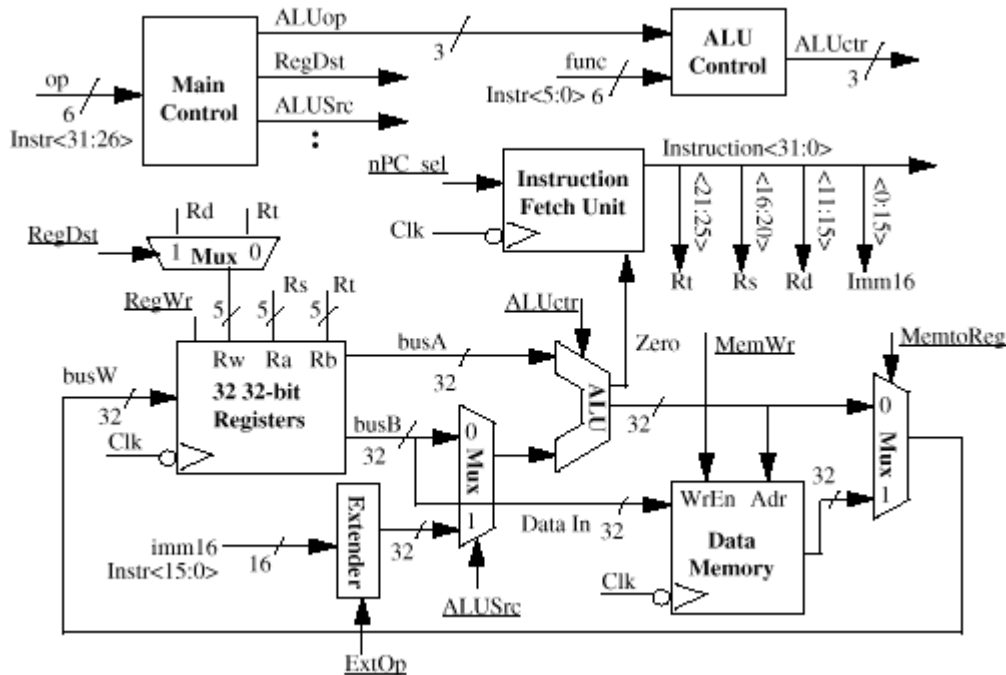 ALUop
3
RegDst
ALUSrc
Main
Control
op
6
Instr<31:26>
func
Instr<5:0> 6
ALU
Control
ALUctr
3
nPC_sel
Instruction
Fetch Unit
Clk
Instruction<31:0>
<21:25>
<16:20>
<11:15>
<0:15>
Rt
Rs
Rd
Imm16
Rd
Rt
RegDst
1 Mux 0
RegWr
5
5
5
Rs
Rt
Rw Ra Rb
32 32-bit
Registers
busW
32
Clk
busA
32
busB
32
0
Mux
1
ALUctr
ALU
Zero
32
MemWr
MemtoReg
0
Mux
1
32
WrEn Adr
Data
Memory
Data In
32
Clk
imm16
Instr<15:0>
16
Extender
32
ALUSrc
ExtOp